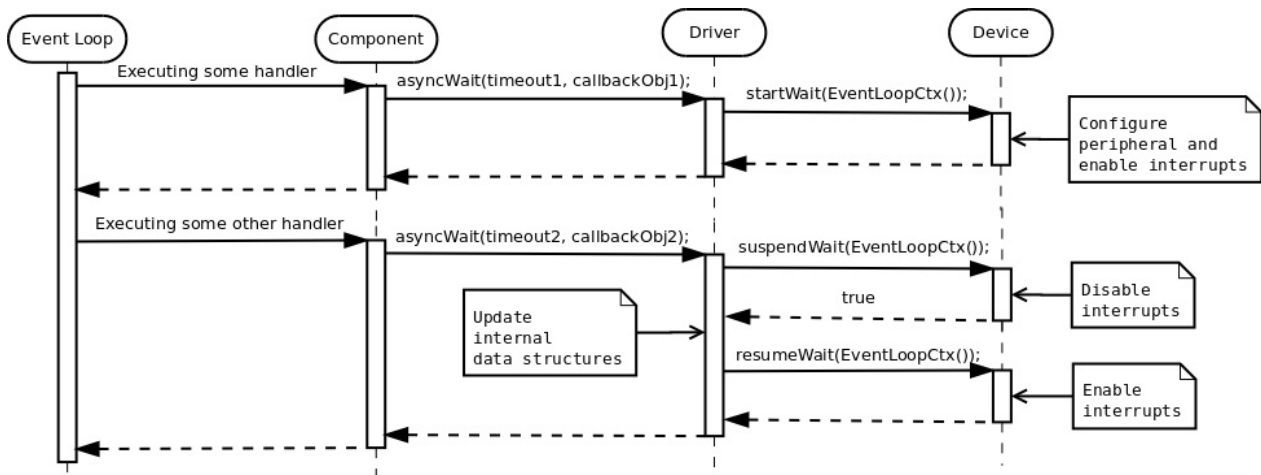 Event Loop
Component
Driver
Device
Executing some handler
asyncWait(timeout1, callbackObj1);
startWait(EventLoopCtx());
Configure
peripheral and
enable interrupts
Executing some other handler
asyncWait(timeout2, callbackObj2);
suspendWait(EventLoopCtx());
Disable
interrupts
true
Update
internal
data structures
resumeWait(EventLoopCtx());
Enable
interrupts